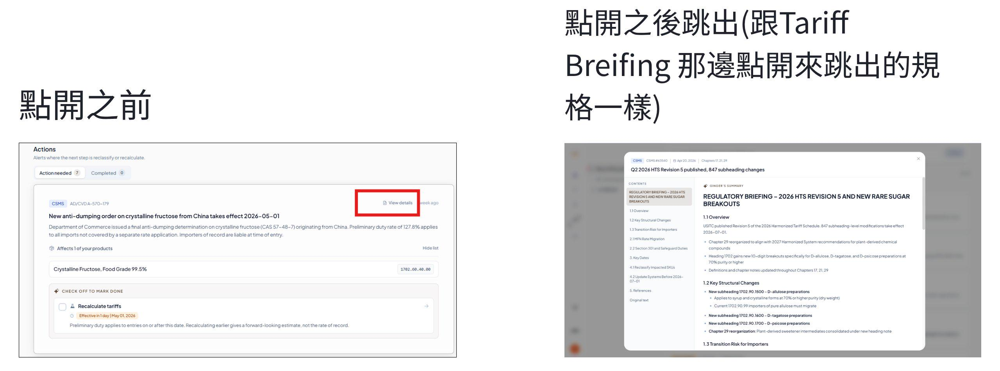 點開之前
點開之後跳出(跟Tariff
Breifing 那邊點開來跳出的規
格一樣)
Actions
Alerts where the next step is reclassify or recalculate.
Action needed 7 Completed 0
CSMS AD/CVD A-570-179 View details week ago
New anti-dumping order on crystalline fructose from China takes effect 2026-05-01
Department of Commerce issued a final anti-dumping determination on crystalline fructose (CAS 57-48-7) originating from China. Preliminary duty rate of 127.8% applies
to all imports not covered by a separate rate application. Importers of record are liable at time of entry.
Affects 1 of your products Hide list
Crystalline Fructose, Food Grade 99.5% 1702.60.40.00
CHECK OFF TO MARK DONE
Recalculate tariffs
Effective in 1 day | May 01, 2026
Preliminary duty applies to entries on or after this date. Recalculating earlier gives a forward-looking estimate, not the rate of record.
CSMS CSMS #63540 Apr 20, 2026 Chapters 17, 21, 29
Q2 2026 HTS Revision 5 published, 847 subheading changes
CONTENTS
REGULATORY BRIEFING – 2026 HTS
REVISION 5 AND NEW RARE SUGAR
BREAKOUTS
1.1 Overview
1.2 Key Structural Changes
1.3 Transition Risk for Importers
2.1 MFN Rate Migration
2.2 Section 301 and Safeguard Duties
3. Key Dates
4.1 Reclassify Impacted SKUs
4.2 Update Systems Before 2026-
07-01
5. References
Original text
GINGER'S SUMMARY
REGULATORY BRIEFING – 2026 HTS REVISION 5 AND NEW RARE SUGAR
BREAKOUTS
1.1 Overview
USITC published Revision 5 of the 2026 Harmonized Tariff Schedule. 847 subheading-level modifications take effect
2026-07-01.
• Chapter 29 reorganized to align with 2027 Harmonized System recommendations for plant-derived chemical
compounds
• Heading 1702 gains new 10-digit breakouts specifically for D-allulose, D-tagatose, and D-psicose preparations at
70% purity or higher
• Definitions and chapter notes updated throughout Chapters 17, 21, 29
1.2 Key Structural Changes
• New subheading 1702.90.1500 – D-allulose preparations
• Applies to syrup and crystalline forms at 70% or higher purity (dry weight)
• Current 1702.90.99 importers of pure allulose must migrate
• New subheading 1702.90.1600 – D-tagatose preparations
• New subheading 1702.90.1700 – D-psicose preparations
• Chapter 29 reorganization: Plant-derived sweetener intermediates consolidated under new heading note
1.3 Transition Risk for Importers